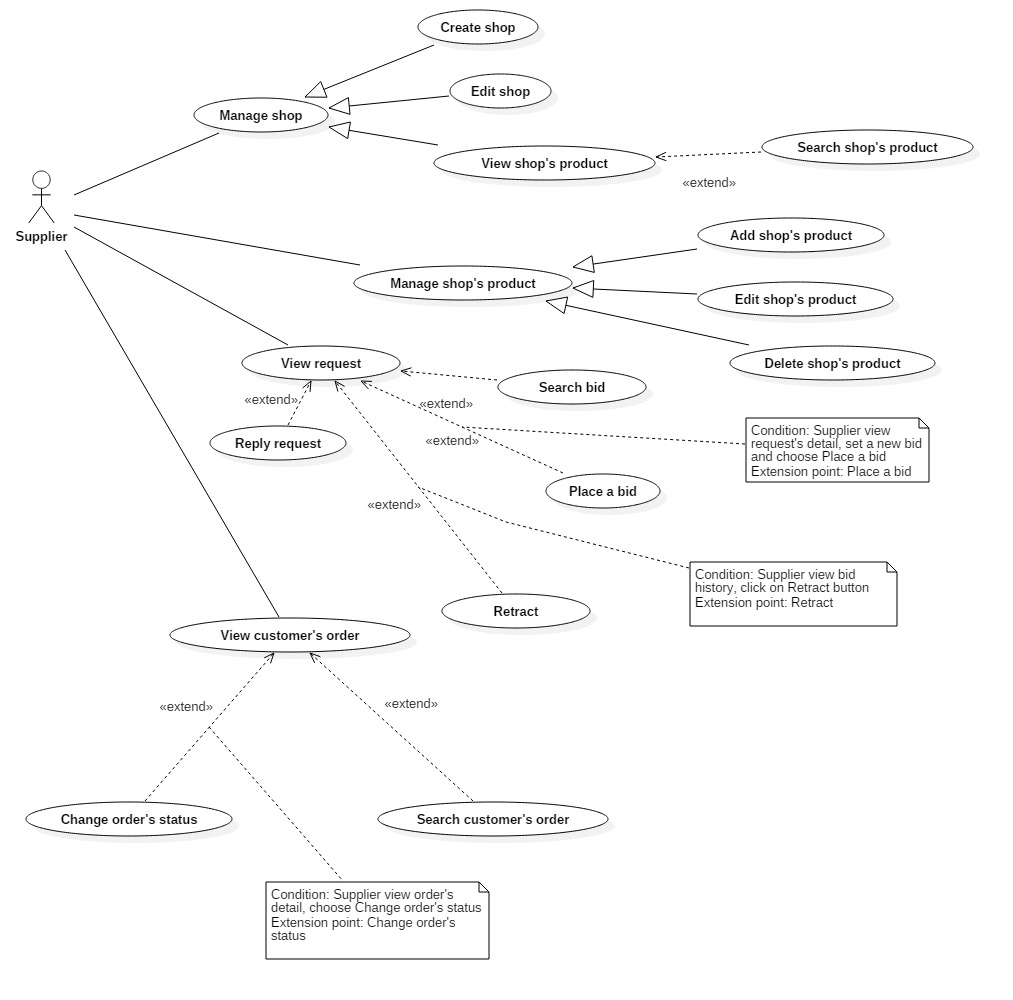 Create shop
Edit shop
Manage shop
Search shop's product
View shop's product
«extend»
Supplier
Add shop's product
Manage shop's product
Edit shop's product
View request
Delete shop's product
Search bid
«extend»
«extend»
Reply request
«extend»
Condition: Supplier view
request's detail, set a new bid
and choose Place a bid
Extension point: Place a bid
Place a bid
«extend»
Condition: Supplier view bid
history, click on Retract button
Extension point: Retract
Retract
View customer's order
«extend»
«extend»
Change order's status
Search customer's order
Condition: Supplier view order's
detail, choose Change order's status
Extension point: Change order's
status